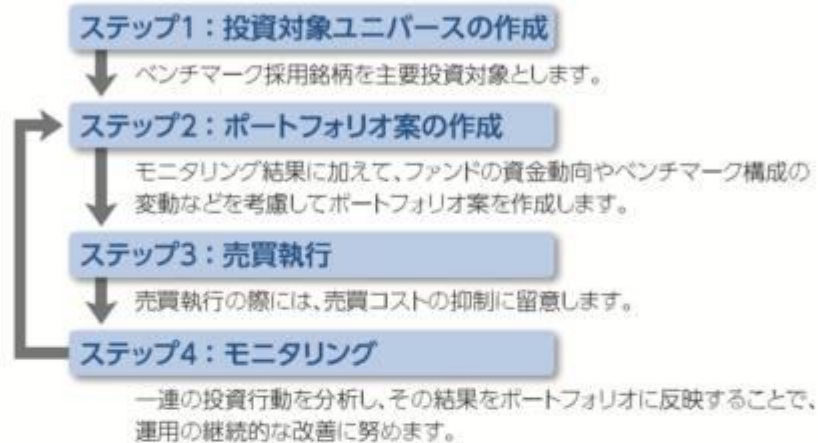 ステップ1：投資対象ユニバースの作成
ベンチマーク採用銘柄を主要投資対象とします。
ステップ2：ポートフォリオ案の作成
モニタリング結果に加えて、ファンドの資金動向やベンチマーク構成の
変動などを考慮してポートフォリオ案を作成します。
ステップ3：売買執行
売買執行の際には、売買コストの抑制に留意します。
ステップ4：モニタリング
一連の投資行動を分析し、その結果をポートフォリオに反映することで、
運用の継続的な改善に努めます。